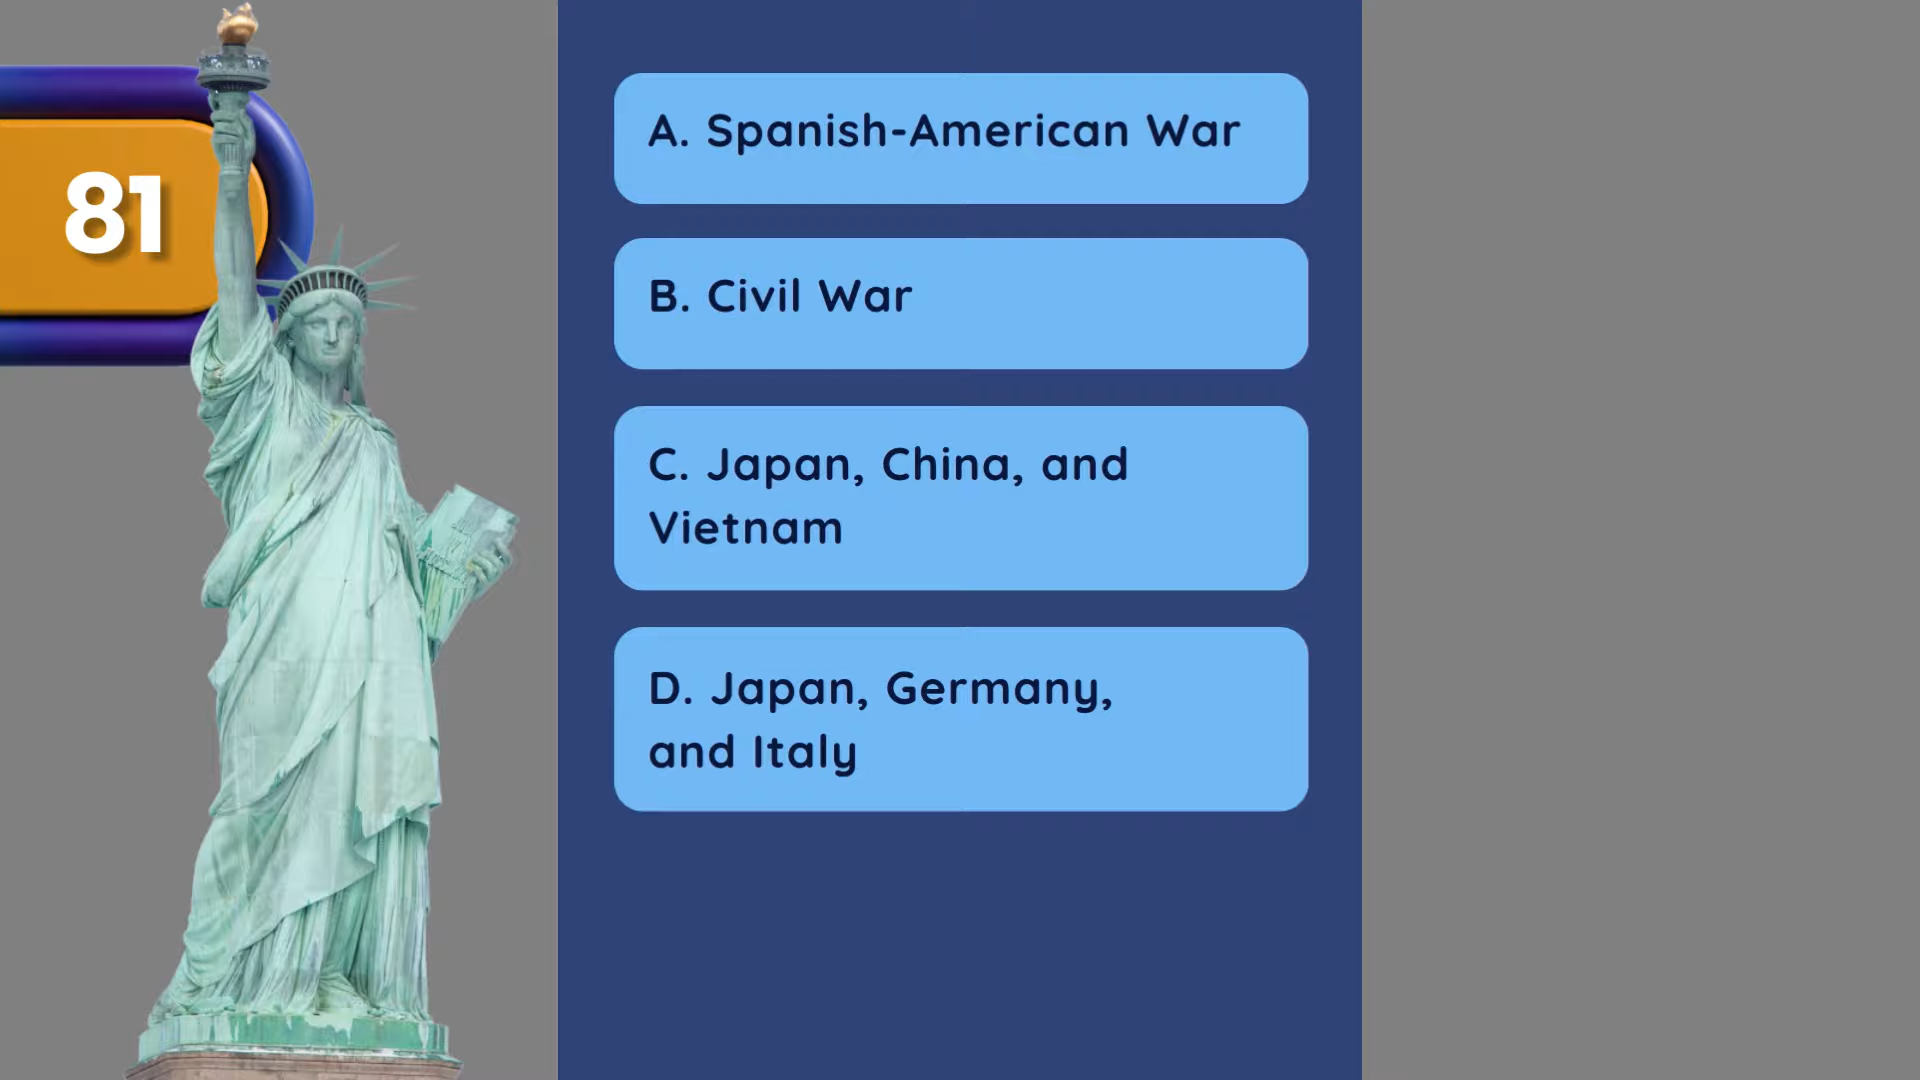 81
A. Spanish-American War
B. Civil War
C. Japan, China, and
Vietnam
D. Japan, Germany,
and Italy